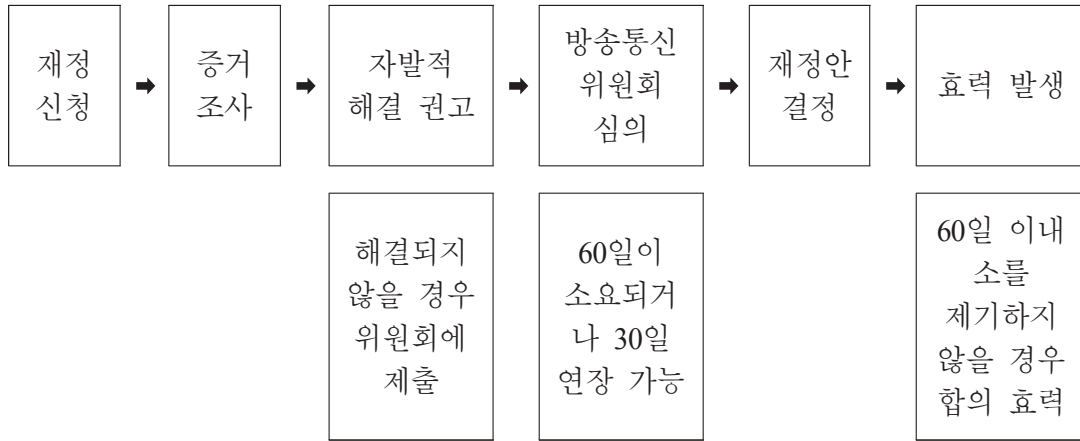 재정
신청
증거
조사
자발적
해결 권고
방송통신
위원회
심의
재정안
결정
효력 발생
해결되지
않을 경우
위원회에
제출
60일이
소요되거
나 30일
연장 가능
60일 이내
소를
제기하지
않을 경우
합의 효력